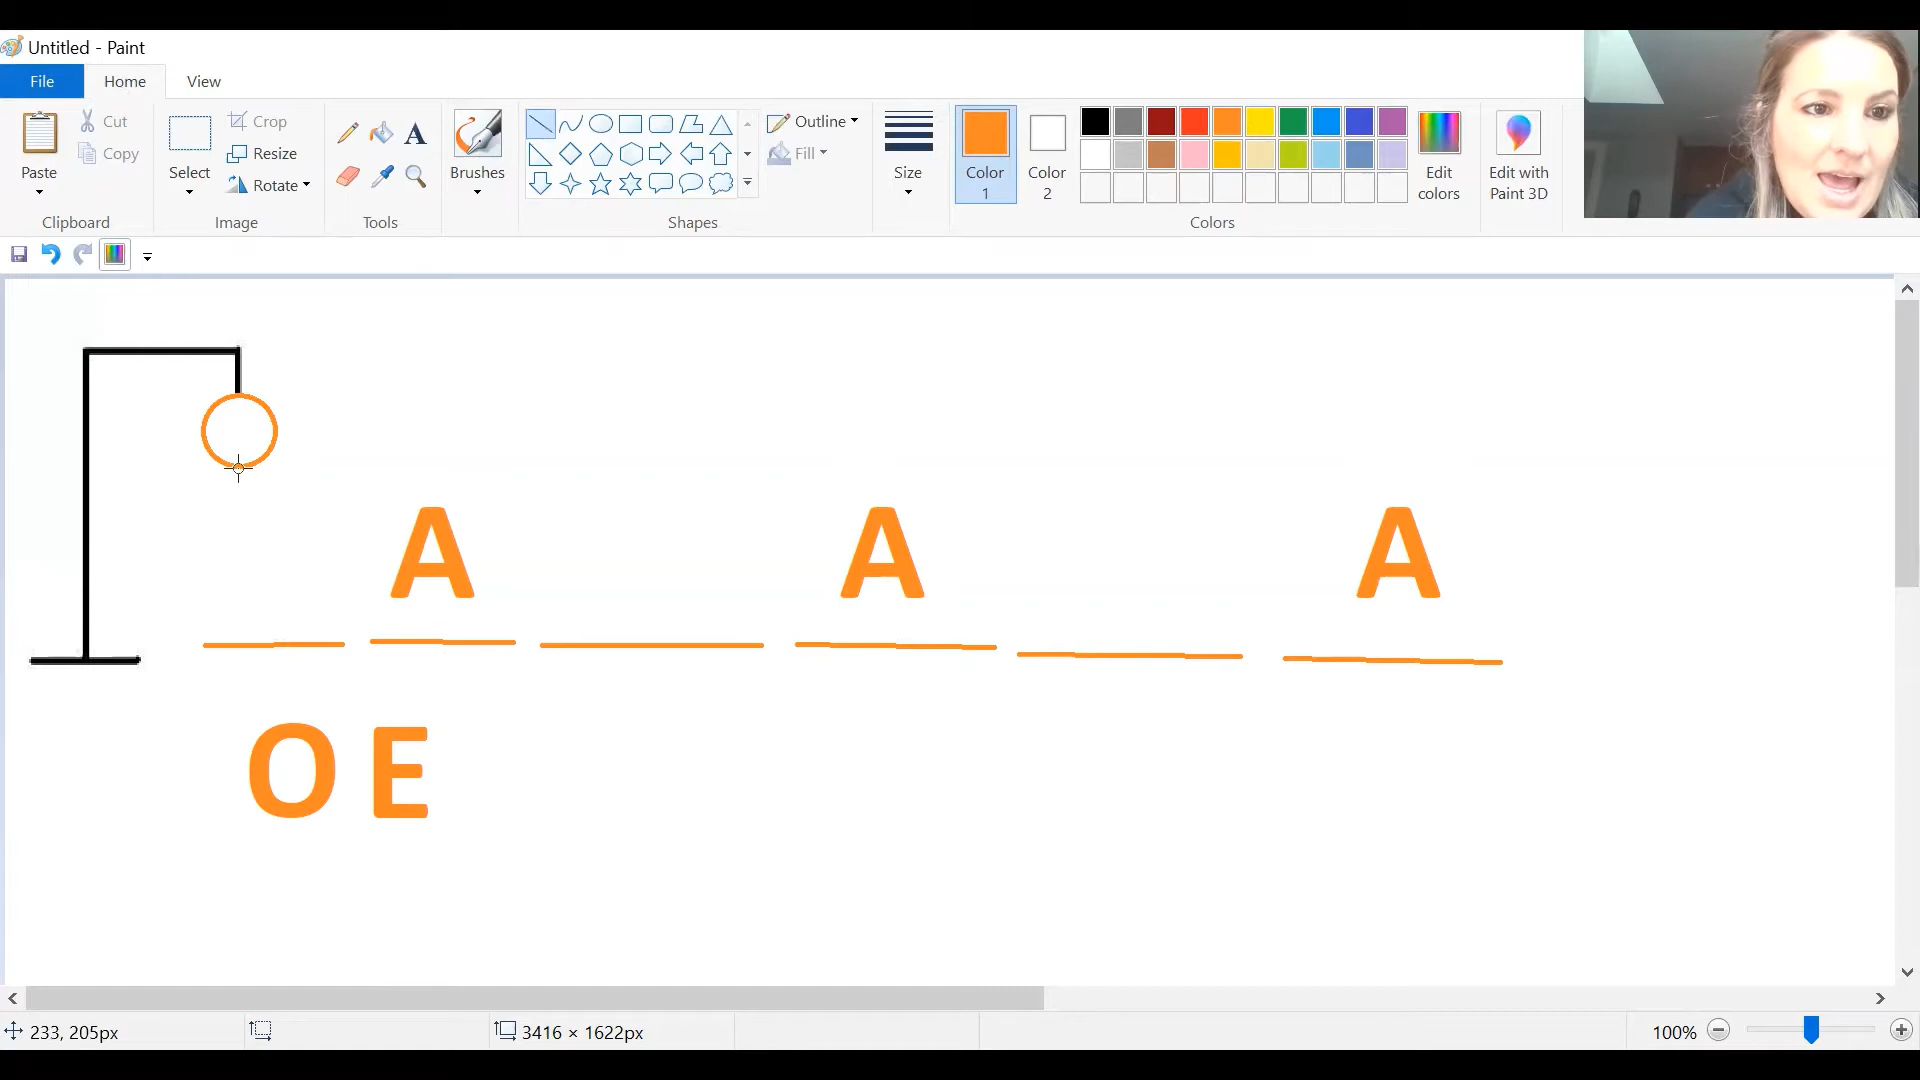 Untitled - Paint
File Home View
Paste
Cut
Copy
Clipboard
Select
Crop
Resize
Rotate
Image
A
Tools
Brushes
Outline
Fill
Shapes
Size
Color 1
Color 2
Edit colors
Colors
Edit with Paint 3D
A A A
O E
233, 205px
3416 × 1622px
100%